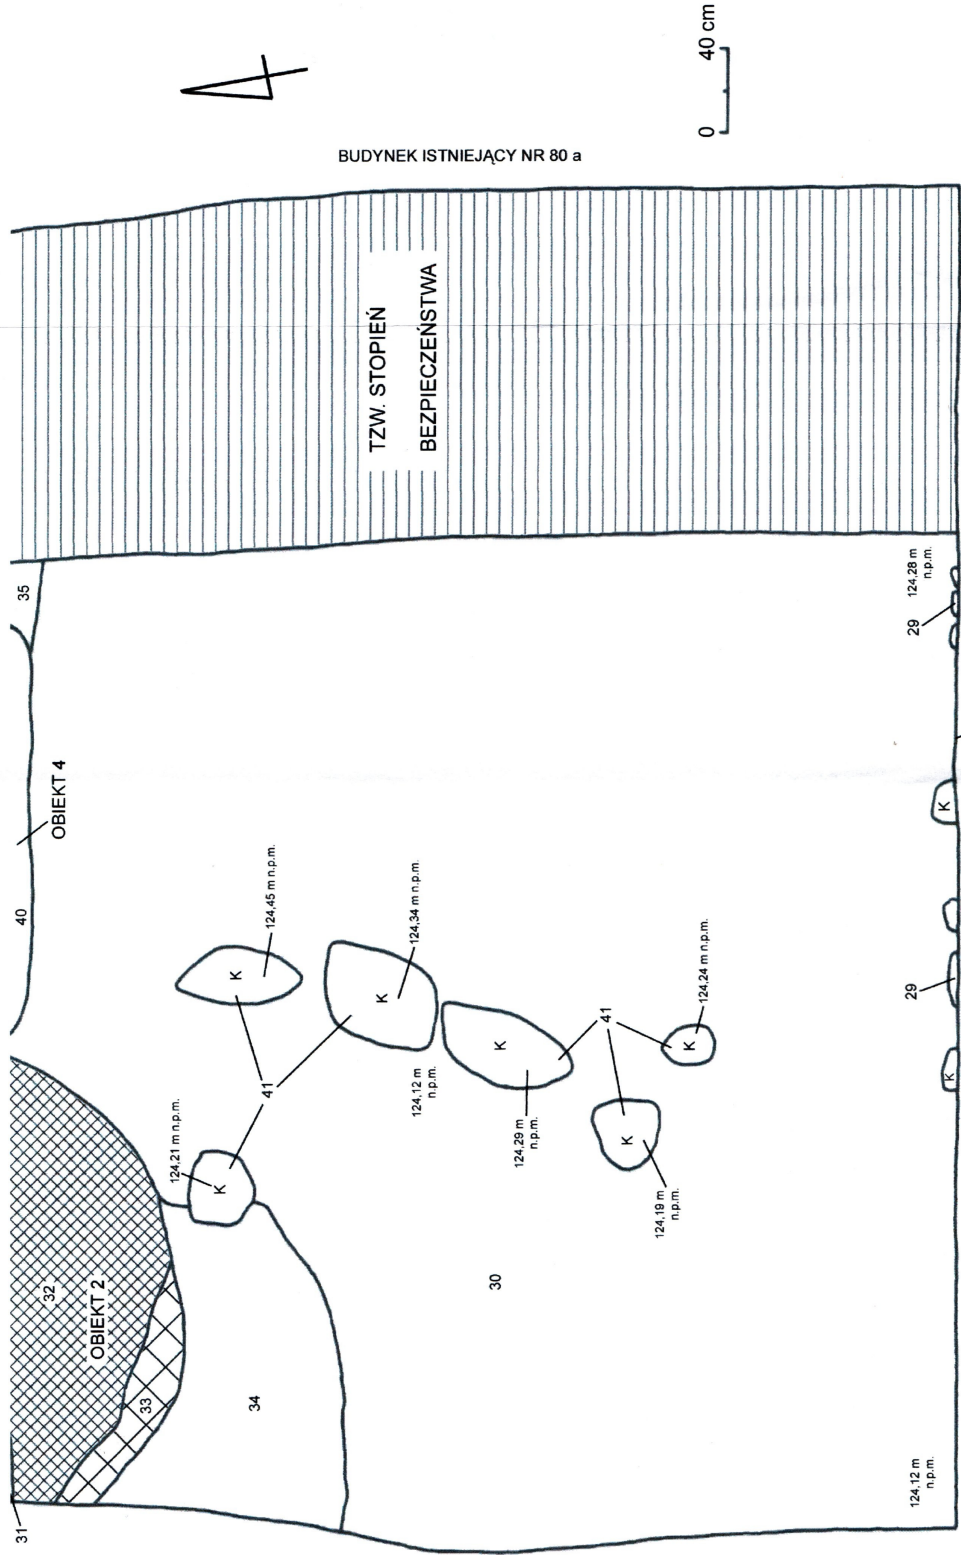 BUDYNEK ISTNIEJĄCY NR 80 a
0 40 cm
TZW. STOPIEŃ
BEZPIECZEŃSTWA
35
OBIEKT 4
40
124,28 m
n.p.m.
29
K
29
K
124,45 m n.p.m.
K
124,34 m n.p.m.
K
41
124,12 m
n.p.m.
124,21 m n.p.m.
K
K
124,29 m
n.p.m.
41
124,24 m n.p.m.
K
K
124,19 m
n.p.m.
32
OBIEKT 2
33
34
30
31
124,12 m
n.p.m.